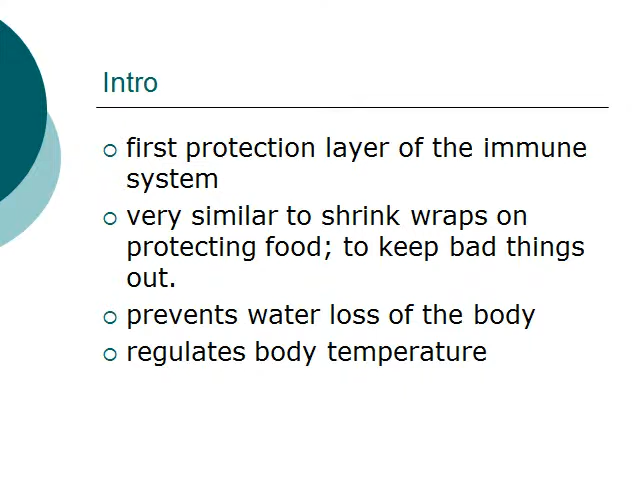 Intro
first protection layer of the immune
system
very similar to shrink wraps on
protecting food; to keep bad things
out.
prevents water loss of the body
regulates body temperature